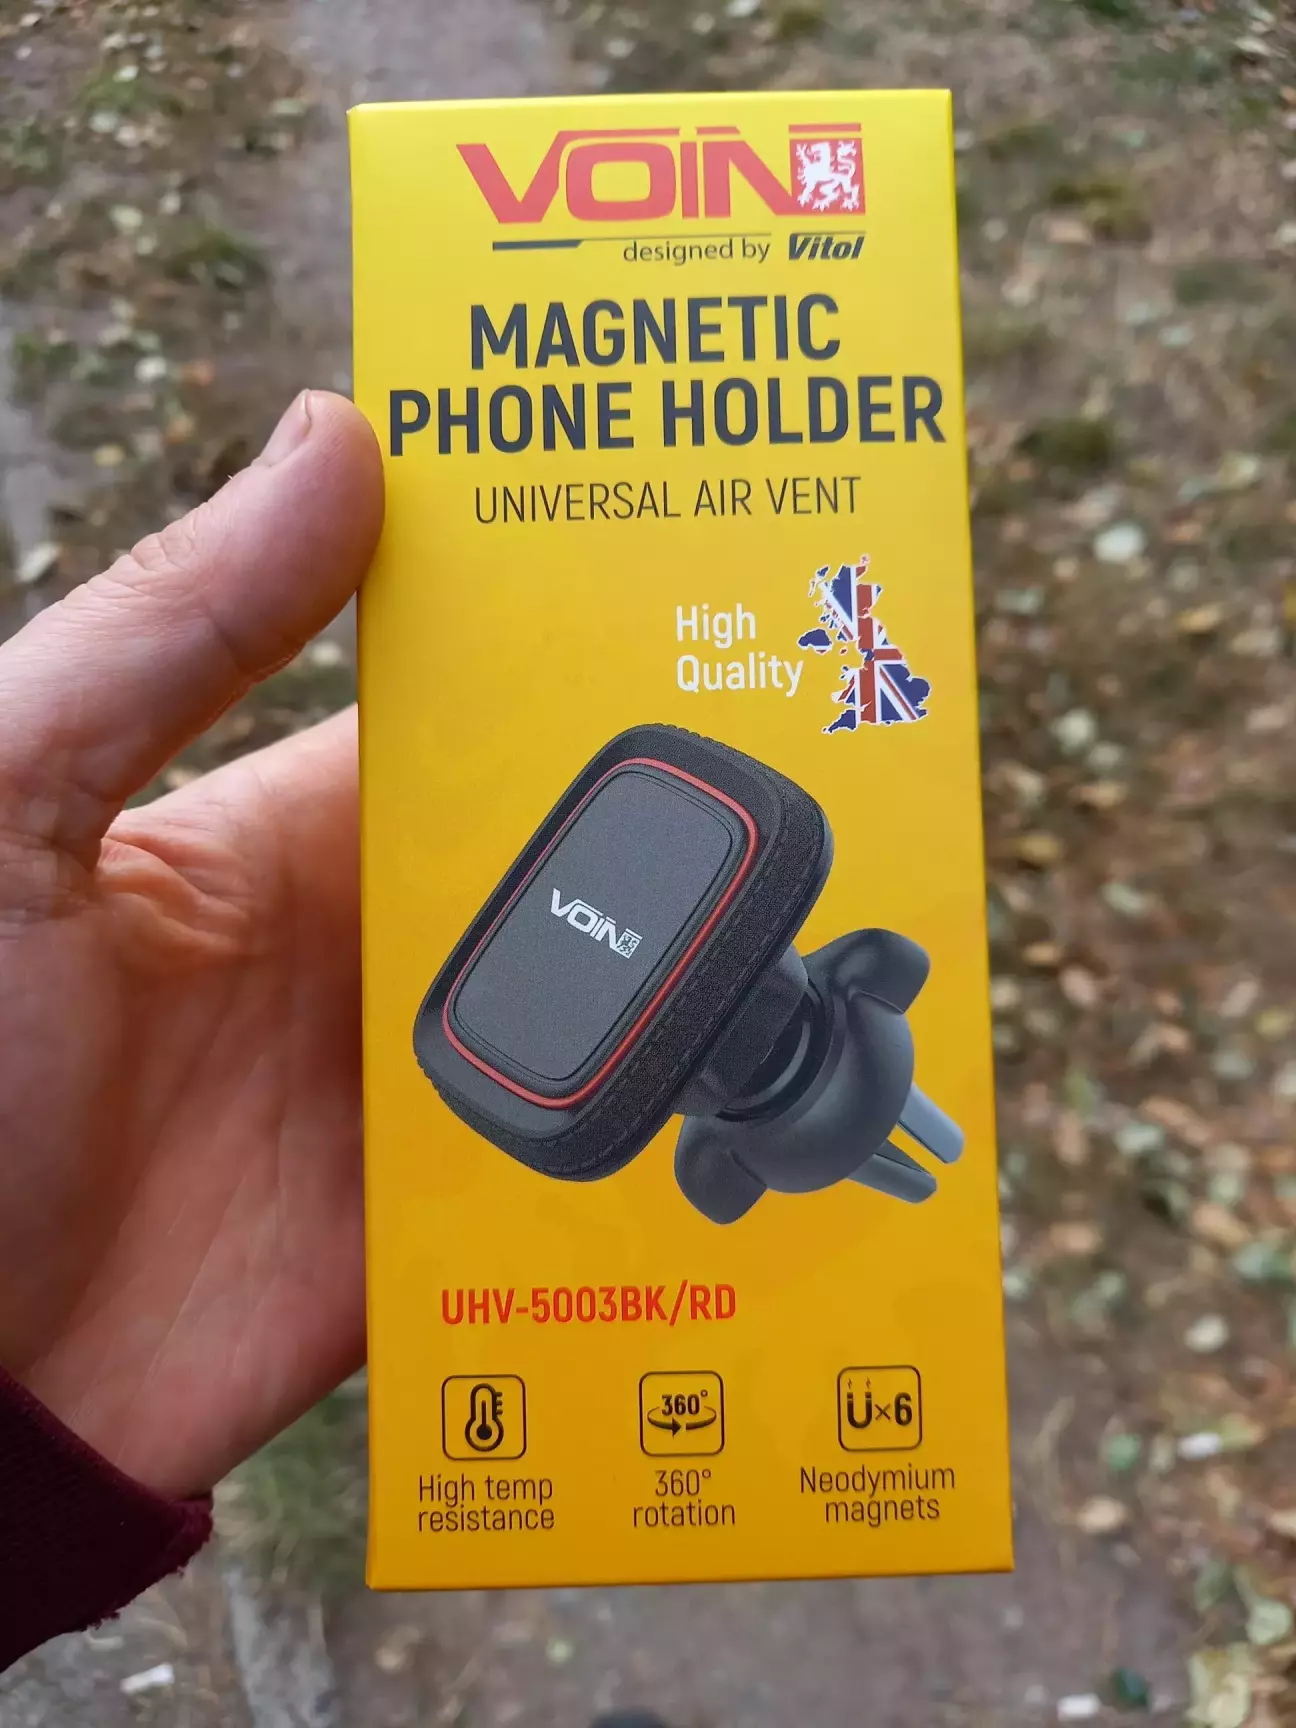 VOIN
designed by Vitol
MAGNETIC
PHONE HOLDER
UNIVERSAL AIR VENT
High
Quality
VOIN
UHV-5003BK/RD
360°
x6
High temp
resistance
360°
rotation
Neodymium
magnets